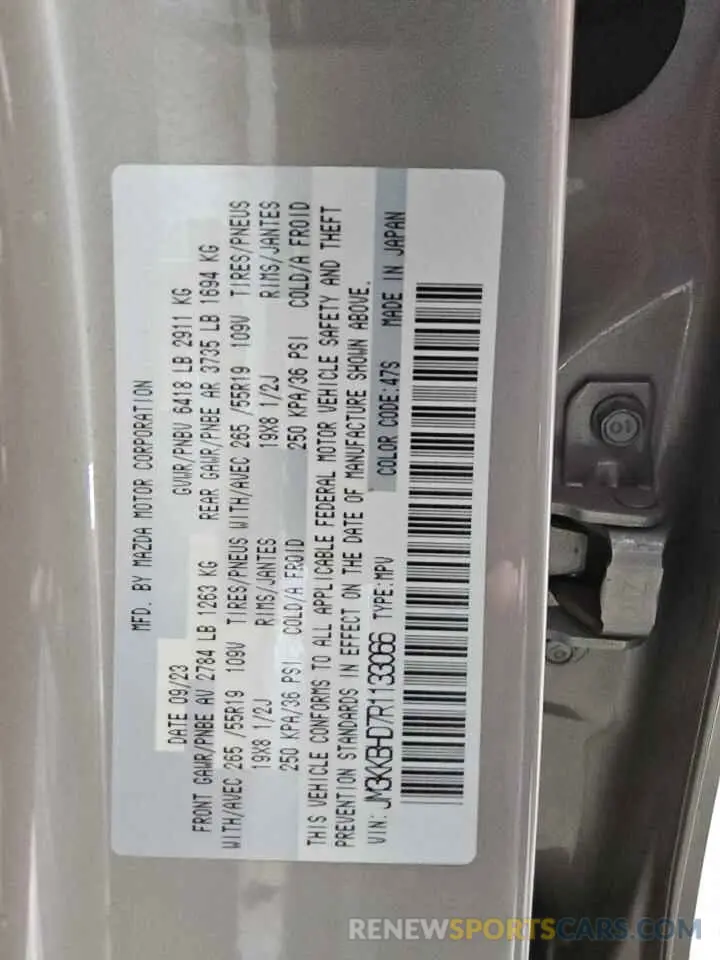 MFD. BY MAZDA MOTOR CORPORATION
DATE 09/23 GVWR/PNBV 6418 LB 2911 KG
FRONT GAWR/PNBE AV 2784 LB 1263 KG REAR GAWR/PNBE AR 3735 LB 1694 KG
WITH/AVEC 265 /55R19 109V TIRES/PNEUS WITH/AVEC 265 /55R19 109V TIRES/PNEUS
19X8 1/2J RIMS/JANTES 19X8 1/2J RIMS/JANTES
250 KPA/36 PSI COLD/A FROID 250 KPA/36 PSI COLD/A FROID
THIS VEHICLE CONFORMS TO ALL APPLICABLE FEDERAL MOTOR VEHICLE SAFETY AND THEFT
PREVENTION STANDARDS IN EFFECT ON THE DATE OF MANUFACTURE SHOWN ABOVE.
VIN: JM3KKBHD7R1133066 TYPE:MPV COLOR CODE:47S MADE IN JAPAN
RENEWSPORTCARS.COM